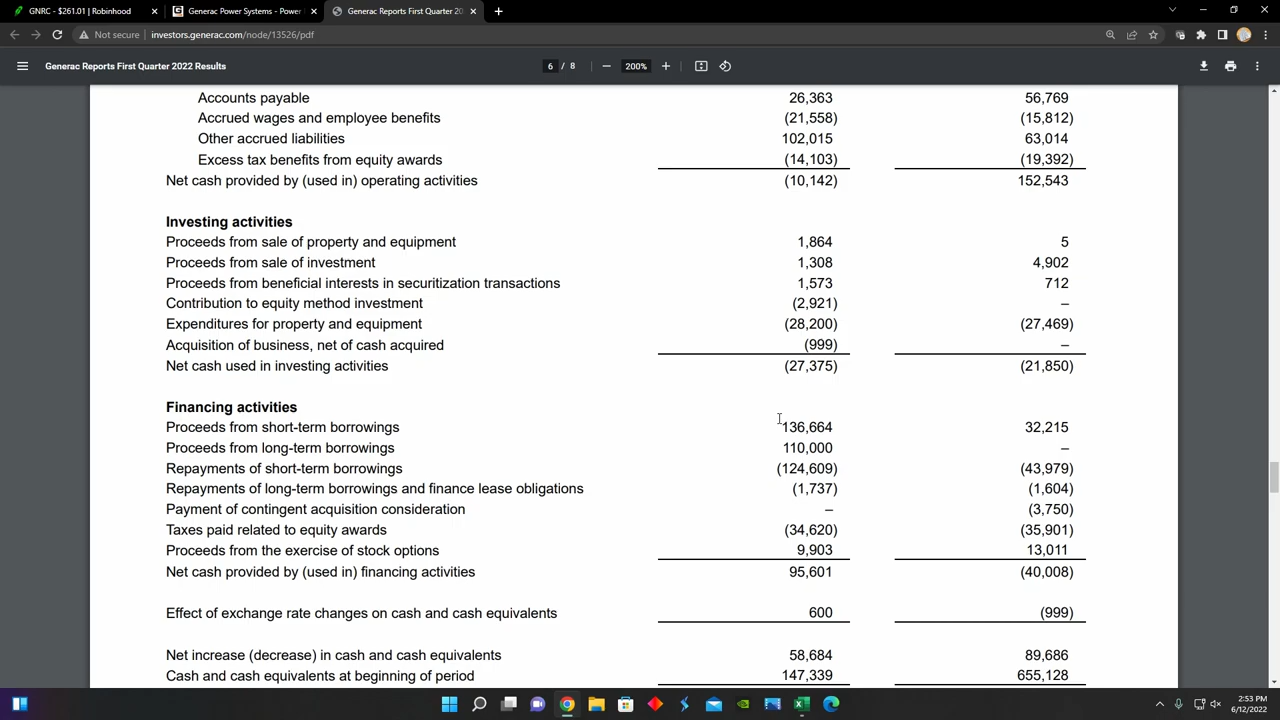 GNRC - $261.01 | Robinhood
Generac Power Systems - Power
Generac Reports First Quarter 20
Not secure | investors.generac.com/node/13526/pdf
Generac Reports First Quarter 2022 Results 6 / 8 200%
Accounts payable 26,363 56,769
Accrued wages and employee benefits (21,558) (15,812)
Other accrued liabilities 102,015 63,014
Excess tax benefits from equity awards (14,103) (19,392)
Net cash provided by (used in) operating activities (10,142) 152,543
Investing activities
Proceeds from sale of property and equipment 1,864 5
Proceeds from sale of investment 1,308 4,902
Proceeds from beneficial interests in securitization transactions 1,573 712
Contribution to equity method investment (2,921) –
Expenditures for property and equipment (28,200) (27,469)
Acquisition of business, net of cash acquired (999) –
Net cash used in investing activities (27,375) (21,850)
Financing activities
Proceeds from short-term borrowings 136,664 32,215
Proceeds from long-term borrowings 110,000 –
Repayments of short-term borrowings (124,609) (43,979)
Repayments of long-term borrowings and finance lease obligations (1,737) (1,604)
Payment of contingent acquisition consideration – (3,750)
Taxes paid related to equity awards (34,620) (35,901)
Proceeds from the exercise of stock options 9,903 13,011
Net cash provided by (used in) financing activities 95,601 (40,008)
Effect of exchange rate changes on cash and cash equivalents 600 (999)
Net increase (decrease) in cash and cash equivalents 58,684 89,686
Cash and cash equivalents at beginning of period 147,339 655,128
2:53 PM
6/12/2022